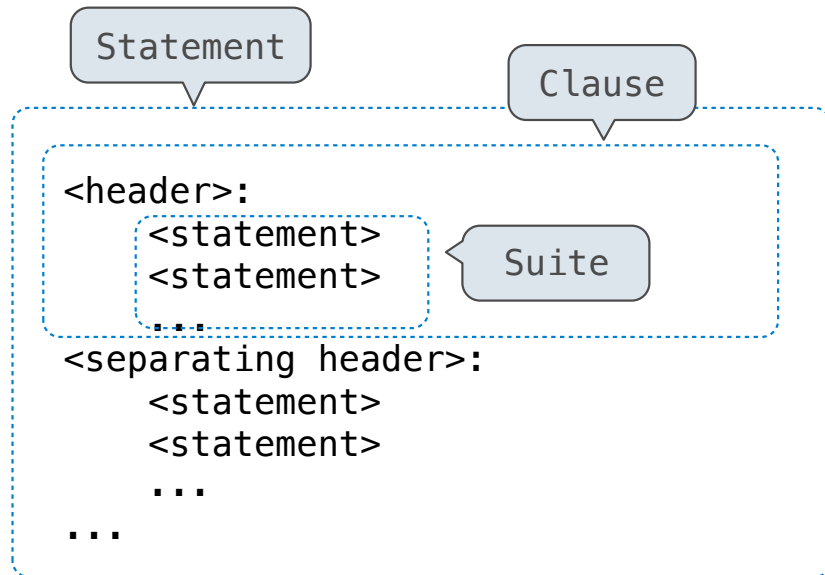 Statement
Clause
<header>:
<statement>
Suite
<statement>
...
<separating header>:
<statement>
<statement>
...
...